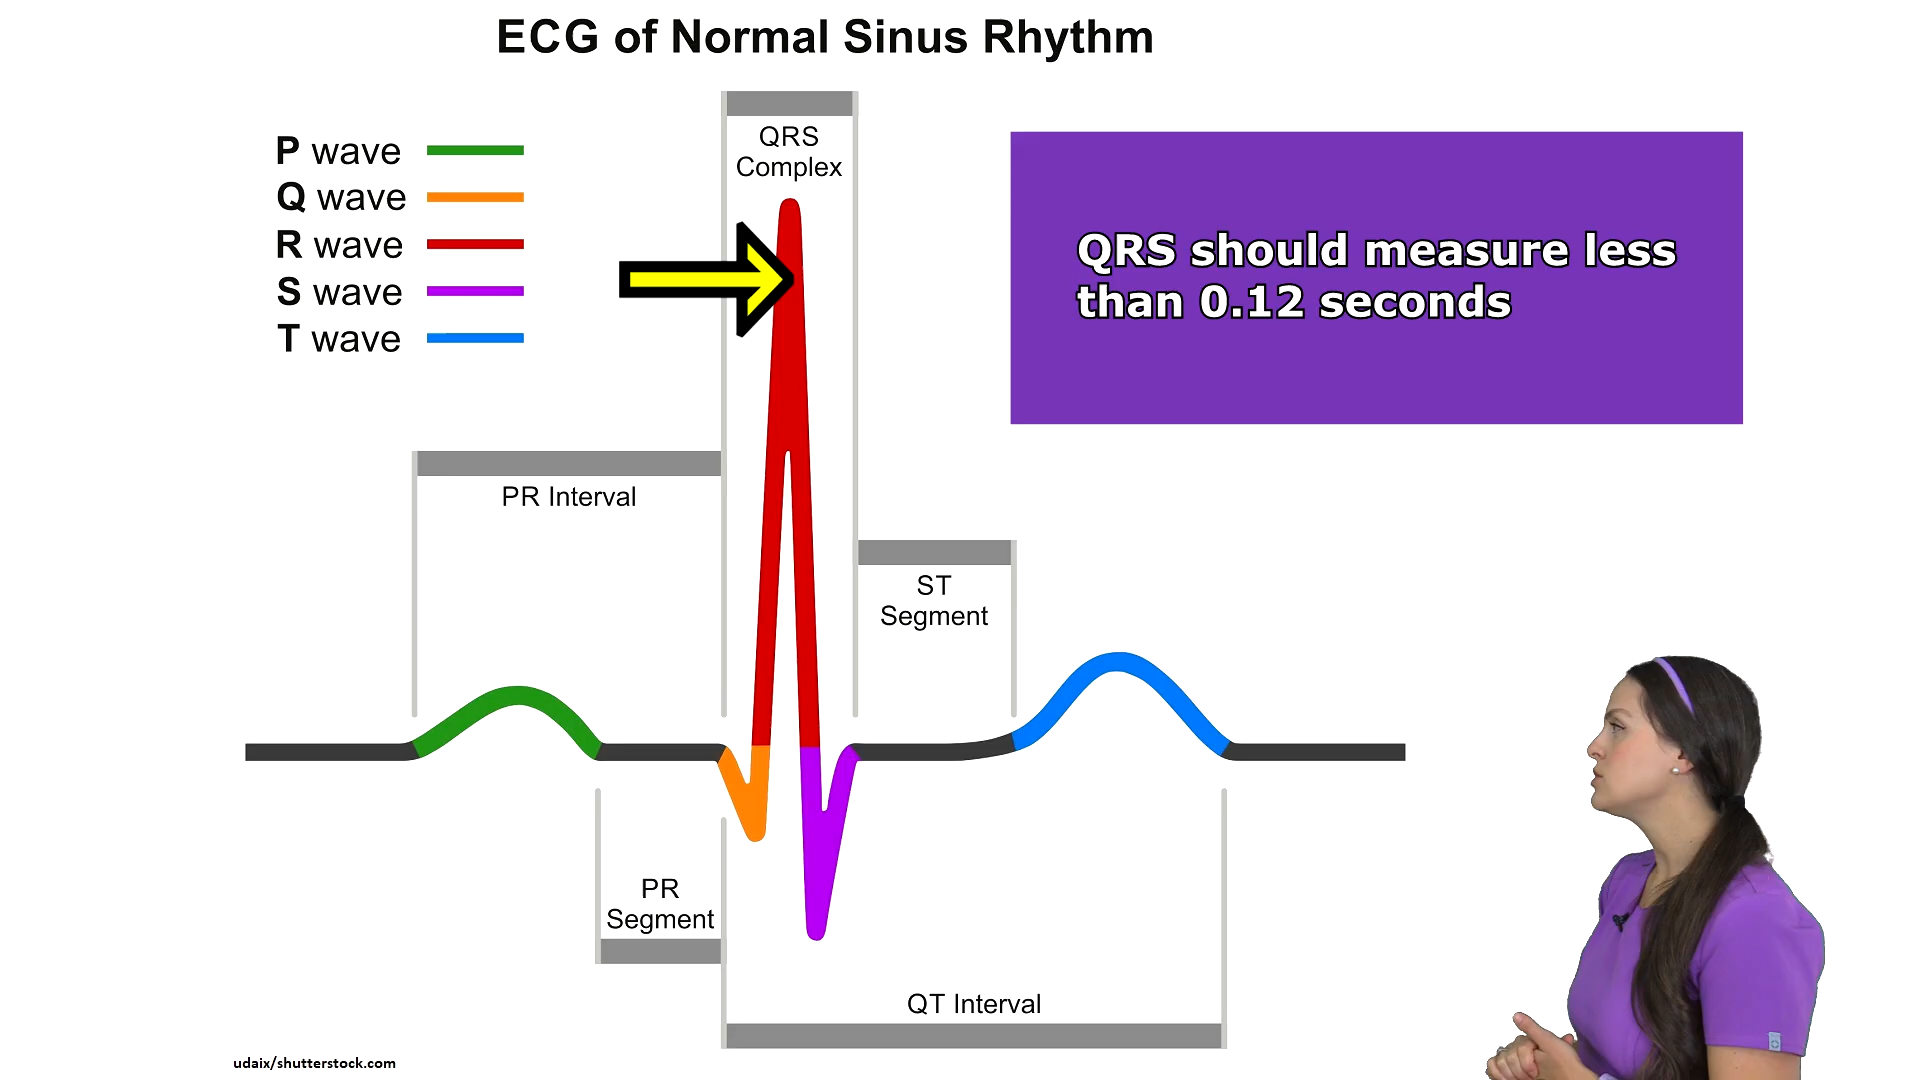 ECG of Normal Sinus Rhythm
P wave
Q wave
R wave
S wave
T wave
QRS
Complex
QRS should measure less
than 0.12 seconds
PR Interval
ST
Segment
PR
Segment
QT Interval
udaix/shutterstock.com